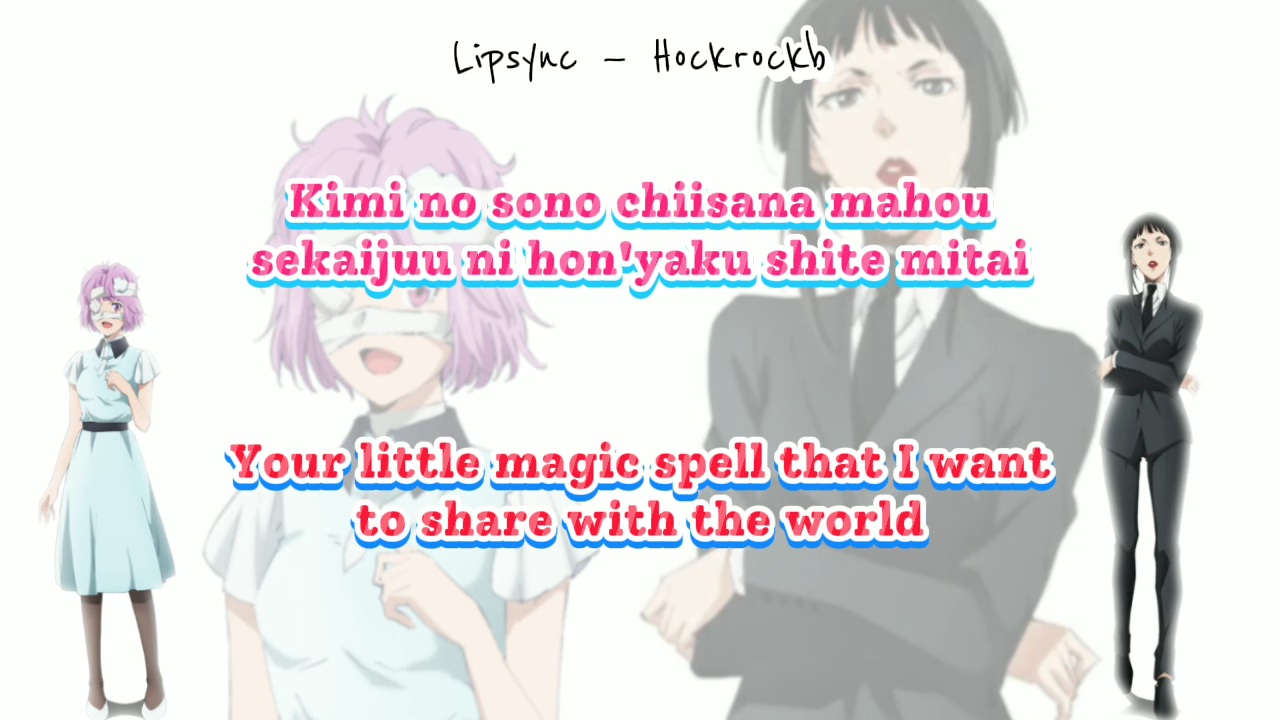 Lipsync - Hockrockb
Kimi no sono chiisana mahou
sekaijuu ni hon'yaku shite mitai
Your little magic spell that I want
to share with the world